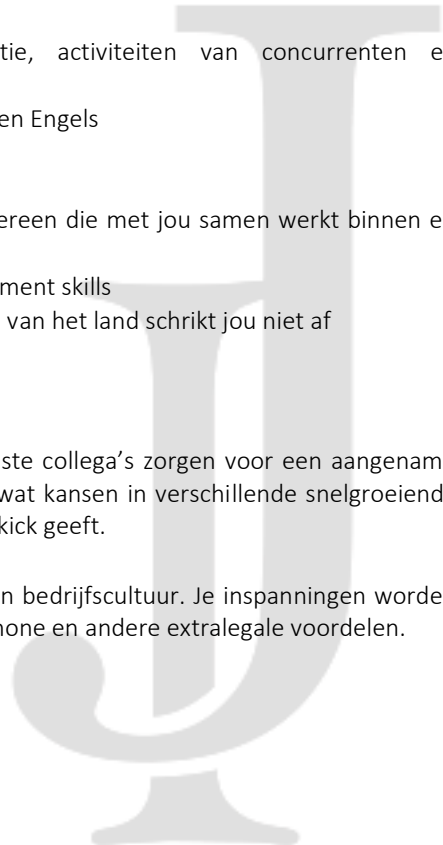 tie, activiteiten van concurrenten e
en Engels
ereen die met jou samen werkt binnen e
ment skills
van het land schrikt jou niet af
ste collega's zorgen voor een aangenam
wat kansen in verschillende snelgroeiend
kick geeft.
n bedrijfscultuur. Je inspanningen worde
hone en andere extralegale voordelen.